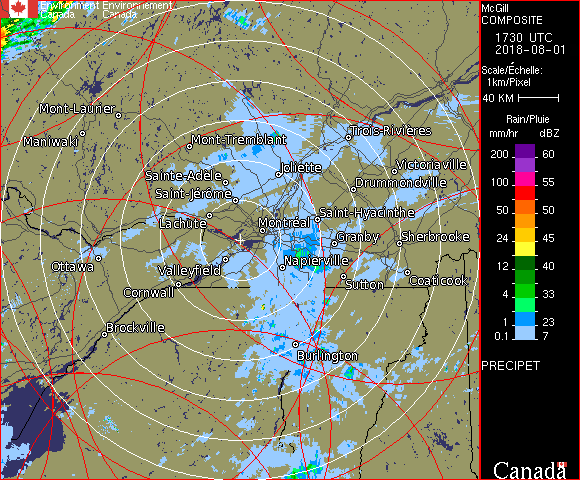 Environment Environnement
Canada Canada
McGill
COMPOSITE
1730 UTC
2018-08-01
Scale/Échelle:
1km/Pixel
40 KM
Rain/Pluie
mm/hr dBZ
200 60
150 57
100 55
50 50
24 45
12 40
4 33
1 23
0.1 7
PRECIPET
Canada
Mont-Laurier
Maniwaki
Mont-Tremblant
Trois-Rivières
Joliette
Victoriaville
Sainte-Adèle
Saint-Jérôme
Drummondville
Lachute
Montréal
Saint-Hyacinthe
Granby
Sherbrooke
Ottawa
Valleyfield
Napierville
Cornwall
Sutton
Coaticook
Brockville
Burlington